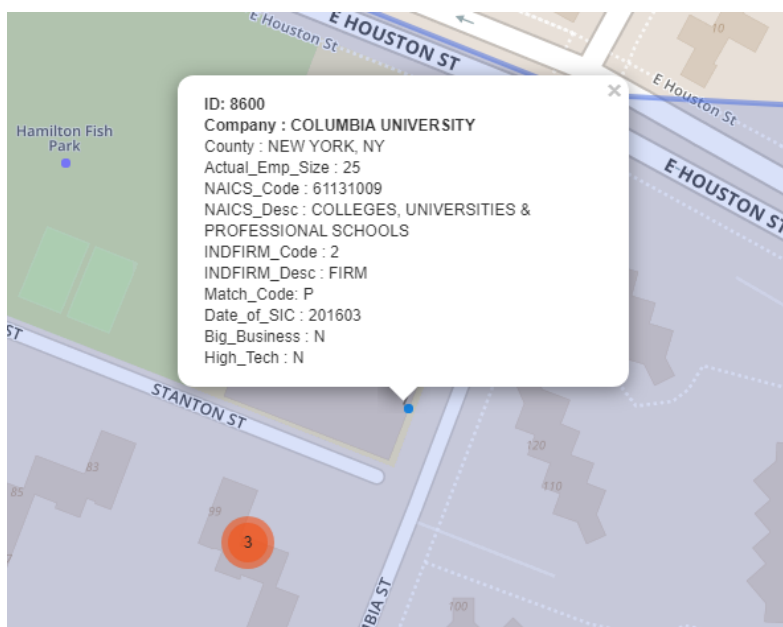 E Houston St
E HOUSTON ST
10
E Houston St
E HOUSTON ST
Hamilton Fish
Park
×
ID: 8600
Company : COLUMBIA UNIVERSITY
County : NEW YORK, NY
Actual_Emp_Size : 25
NAICS_Code : 61131009
NAICS_Desc : COLLEGES, UNIVERSITIES &
PROFESSIONAL SCHOOLS
INDFIRM_Code : 2
INDFIRM_Desc : FIRM
Match_Code: P
Date_of_SIC : 201603
Big_Business : N
High_Tech : N
ST
STANTON ST
120
110
83
85
99
3
BIA ST
100